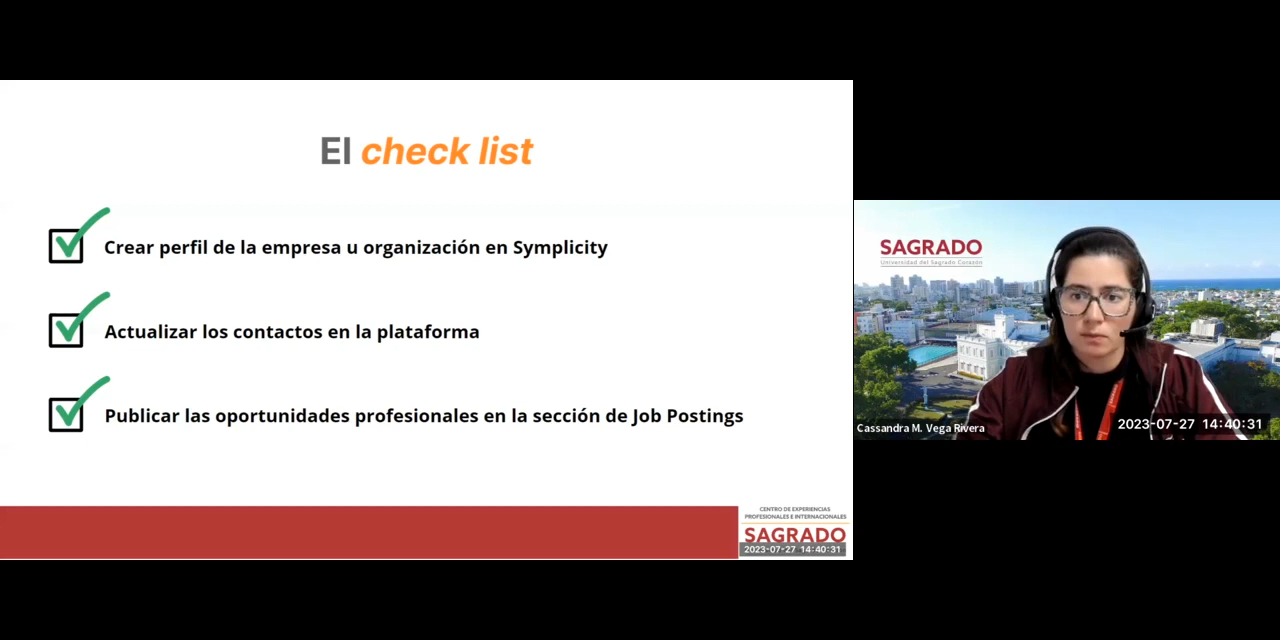 El check list
Crear perfil de la empresa u organización en Symplicity
Actualizar los contactos en la plataforma
Publicar las oportunidades profesionales en la sección de Job Postings
CENTRO DE EXPERIENCIAS
PROFESIONALES E INTERNACIONALES
SAGRADO
2023-07-27 14:40:31
SAGRADO
Universidad del Sagrado Corazón
Cassandra M. Vega Rivera
2023-07-27 14:40:31